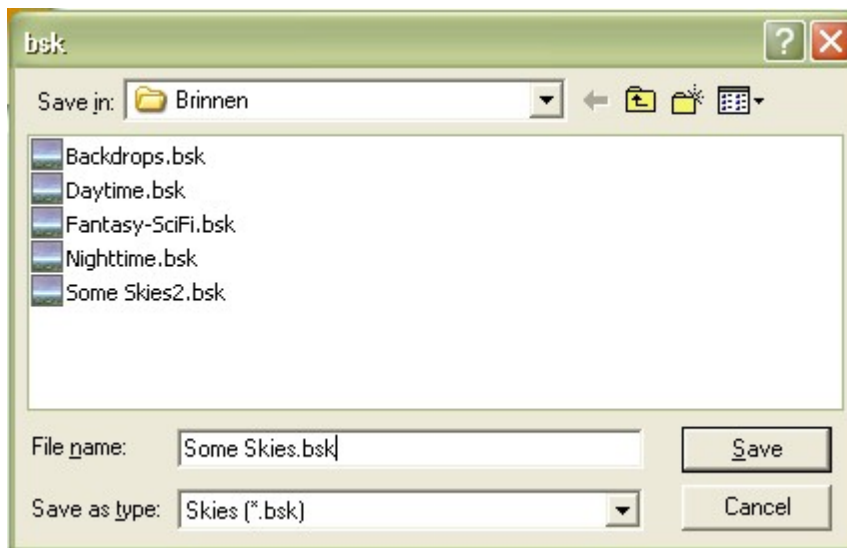 bsk
Save in: Brinnen
Backdrops.bsk
Daytime.bsk
Fantasy-SciFi.bsk
Nighttime.bsk
Some Skies2.bsk
File name: Some Skies.bsk Save
Save as type: Skies (*.bsk) Cancel